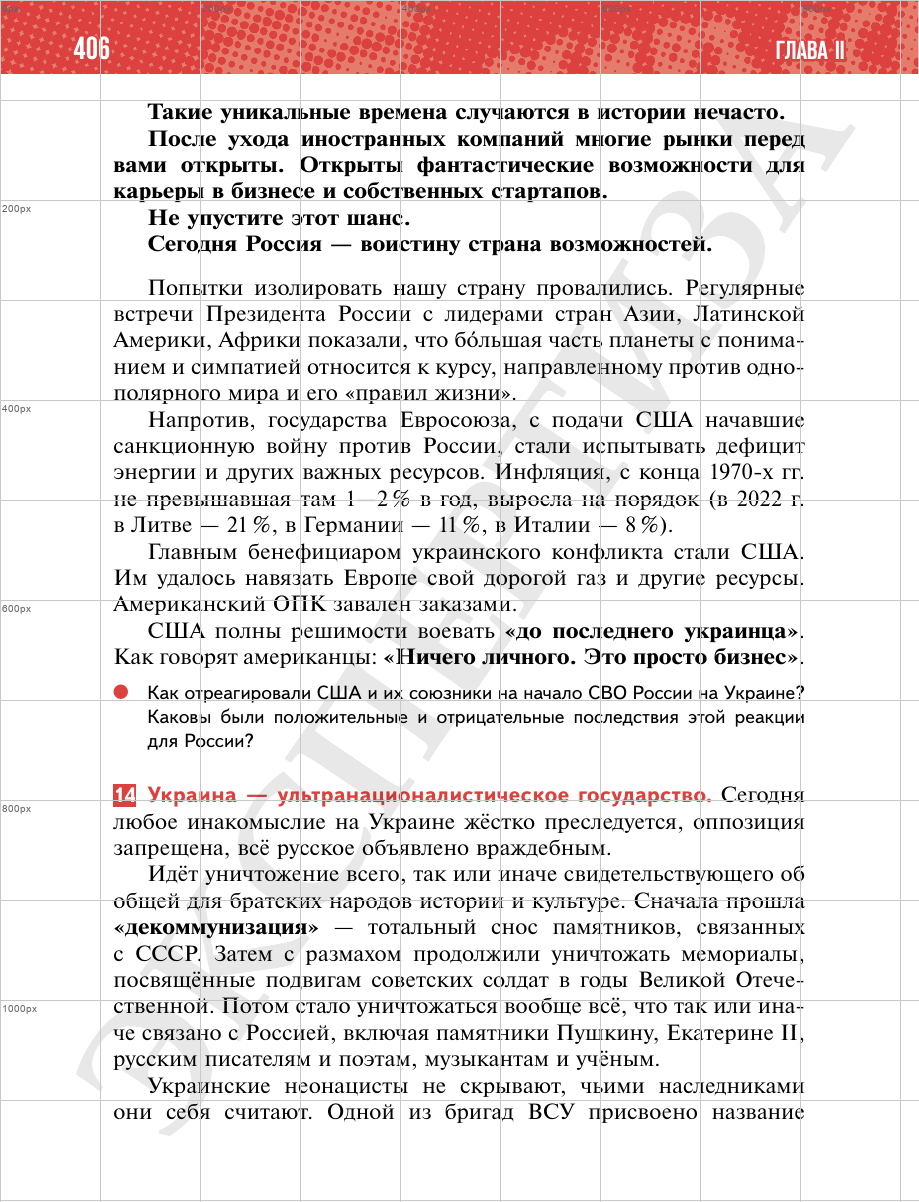 406
ГЛАВА II
Такие уникальные времена случаются в истории нечасто.
После ухода иностранных компаний многие рынки перед
вами открыты. Открыты фантастические возможности для
карьеры в бизнесе и собственных стартапов.
Не упустите этот шанс.
Сегодня Россия — воистину страна возможностей.
Попытки изолировать нашу страну провалились. Регулярные
встречи Президента России с лидерами стран Азии, Латинской
Америки, Африки показали, что бо́льшая часть планеты с понима-
нием и симпатией относится к курсу, направленному против одно-
полярного мира и его «правил жизни».
Напротив, государства Евросоюза, с подачи США начавшие
санкционную войну против России, стали испытывать дефицит
энергии и других важных ресурсов. Инфляция, с конца 1970-х гг.
не превышавшая там 1—2 % в год, выросла на порядок (в 2022 г.
в Литве — 21 %, в Германии — 11 %, в Италии — 8 %).
Главным бенефициаром украинского конфликта стали США.
Им удалось навязать Европе свой дорогой газ и другие ресурсы.
Американский ОПК завален заказами.
США полны решимости воевать «до последнего украинца».
Как говорят американцы: «Ничего личного. Это просто бизнес».
Как отреагировали США и их союзники на начало СВО России на Украине?
Каковы были положительные и отрицательные последствия этой реакции
для России?
14 Украина — ультранационалистическое государство. Сегодня
любое инакомыслие на Украине жёстко преследуется, оппозиция
запрещена, всё русское объявлено враждебным.
Идёт уничтожение всего, так или иначе свидетельствующего об
общей для братских народов истории и культуре. Сначала прошла
«декоммунизация» — тотальный снос памятников, связанных
с СССР. Затем с размахом продолжили уничтожать мемориалы,
посвящённые подвигам советских солдат в годы Великой Отече-
ственной. Потом стало уничтожаться вообще всё, что так или ина-
че связано с Россией, включая памятники Пушкину, Екатерине II,
русским писателям и поэтам, музыкантам и учёным.
Украинские неонацисты не скрывают, чьими наследниками
они себя считают. Одной из бригад ВСУ присвоено название
ЭКСПЕРТИЗА
200px
400px
600px
800px
1000px